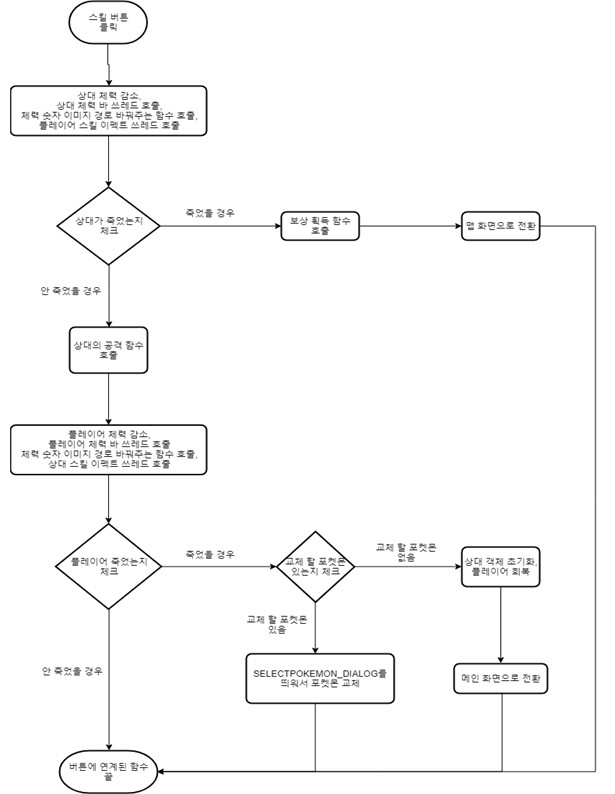 스킬 버튼
클릭
상대 체력 감소,
상대 체력 바 쓰레드 호출,
체력 숫자 이미지 경로 바꿔주는 함수 호출,
플레이어 스킬 이펙트 쓰레드 호출
상대가 죽었는지
체크
죽었을 경우
보상 획득 함수
호출
맵 화면으로 전환
안 죽었을 경우
상대의 공격 함수
호출
플레이어 체력 감소,
플레이어 체력 바 쓰레드 호출
체력 숫자 이미지 경로 바꿔주는 함수 호출,
상대 스킬 이펙트 쓰레드 호출
플레이어 죽었는지
체크
죽었을 경우
교체 할 포켓몬
있는지 체크
교체 할 포켓몬
없음
상대 객체 초기화,
플레이어 회복
교체 할 포켓몬
있음
안 죽었을 경우
SELECTPOKEMON_DIALOG를
띄워서 포켓몬 교체
메인 화면으로 전환
버튼에 연계된 함수
끝